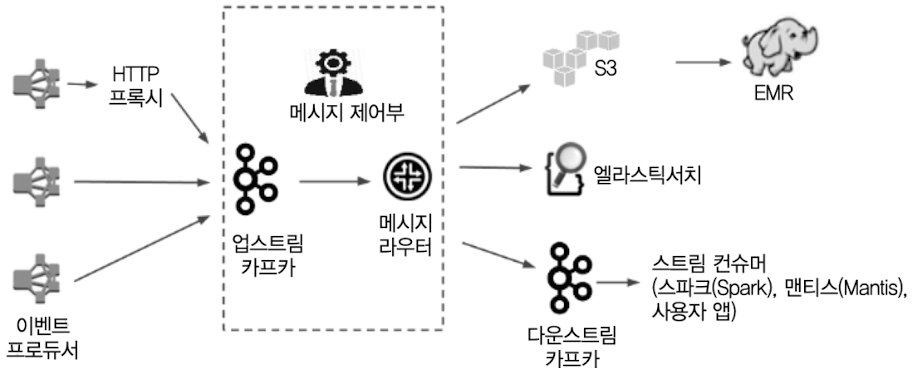 HTTP
프록시
메시지 제어부
S3
EMR
엘라스틱서치
업스트림
카프카
메시지
라우터
이벤트
프로듀서
다운스트림
카프카
스트림 컨슈머
(스파크(Spark), 맨티스(Mantis),
사용자 앱)